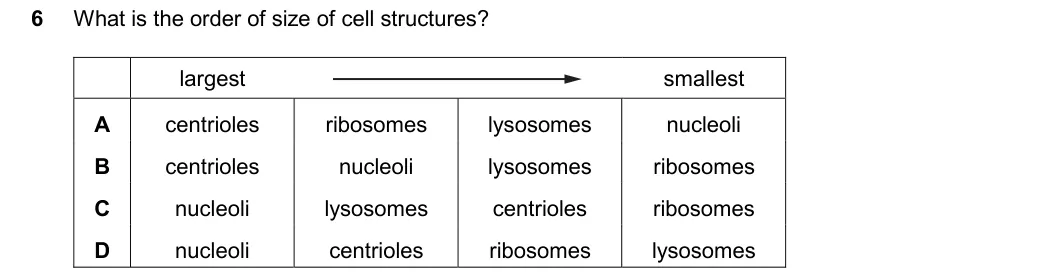 6 What is the order of size of cell structures?
largest smallest
A centrioles ribosomes lysosomes nucleoli
B centrioles nucleoli lysosomes ribosomes
C nucleoli lysosomes centrioles ribosomes
D nucleoli centrioles ribosomes lysosomes